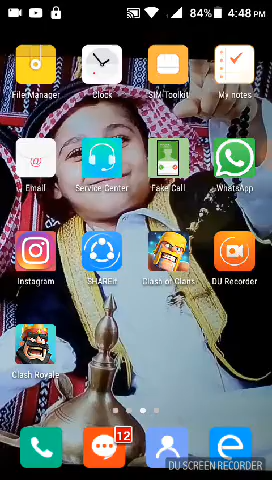 84% 4:48 PM
File Manager Clock SIM Toolkit My notes
Email Service Center Fake Call WhatsApp
Instagram SHAREit Clash of Clans DU Recorder
Clash Royale
12
DU SCREEN RECORDER